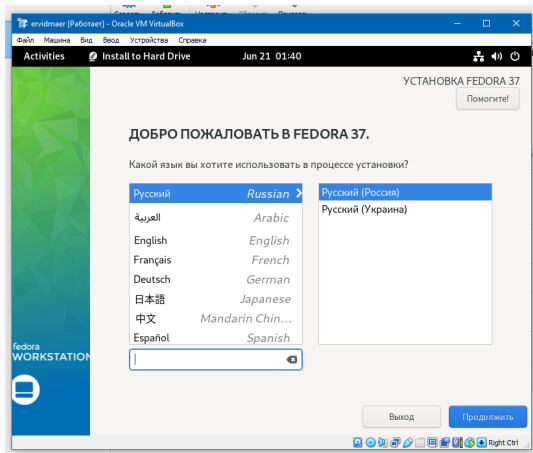 ervidmaer [Работает] - Oracle VM VirtualBox
Файл Машина Вид Ввод Устройства Справка
Activities Install to Hard Drive Jun 21 01:40
УСТАНОВКА FEDORA 37
Помогите!
ДОБРО ПОЖАЛОВАТЬ В FEDORA 37.
Какой язык вы хотите использовать в процессе установки?
Русский Russian
العربية Arabic
English English
Français French
Deutsch German
日本語 Japanese
中文 Mandarin Chin...
Español Spanish
Русский (Россия)
Русский (Украина)
fedora
WORKSTATION
Выход
Продолжить
Right Ctrl